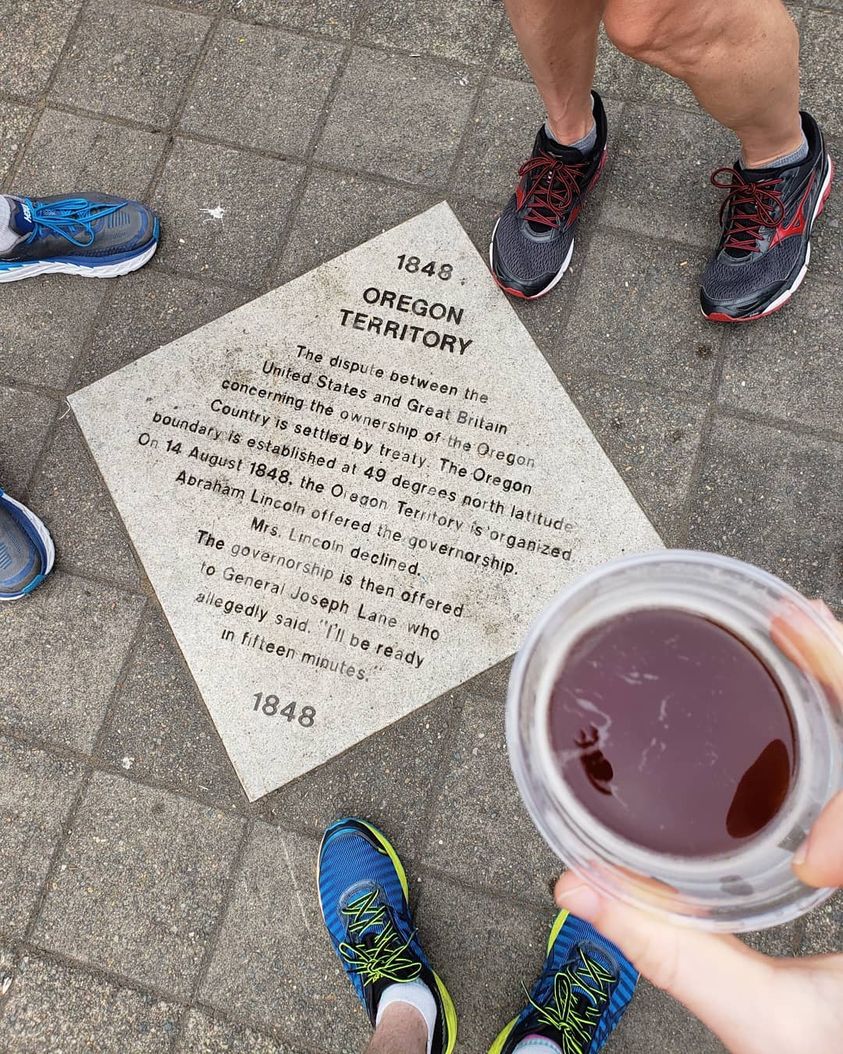 1848
OREGON
TERRITORY
The dispute between the
United States and Great Britain
concerning the ownership of the Oregon
Country is settled by treaty. The Oregon
boundary is established at 49 degrees north latitude
On 14 August 1848, the Oregon Territory is organized.
Abraham Lincoln offered the governorship.
Mrs. Lincoln declined.
The governorship is then offered
to General Joseph Lane who
allegedly said, "I'll be ready
in fifteen minutes."
1848